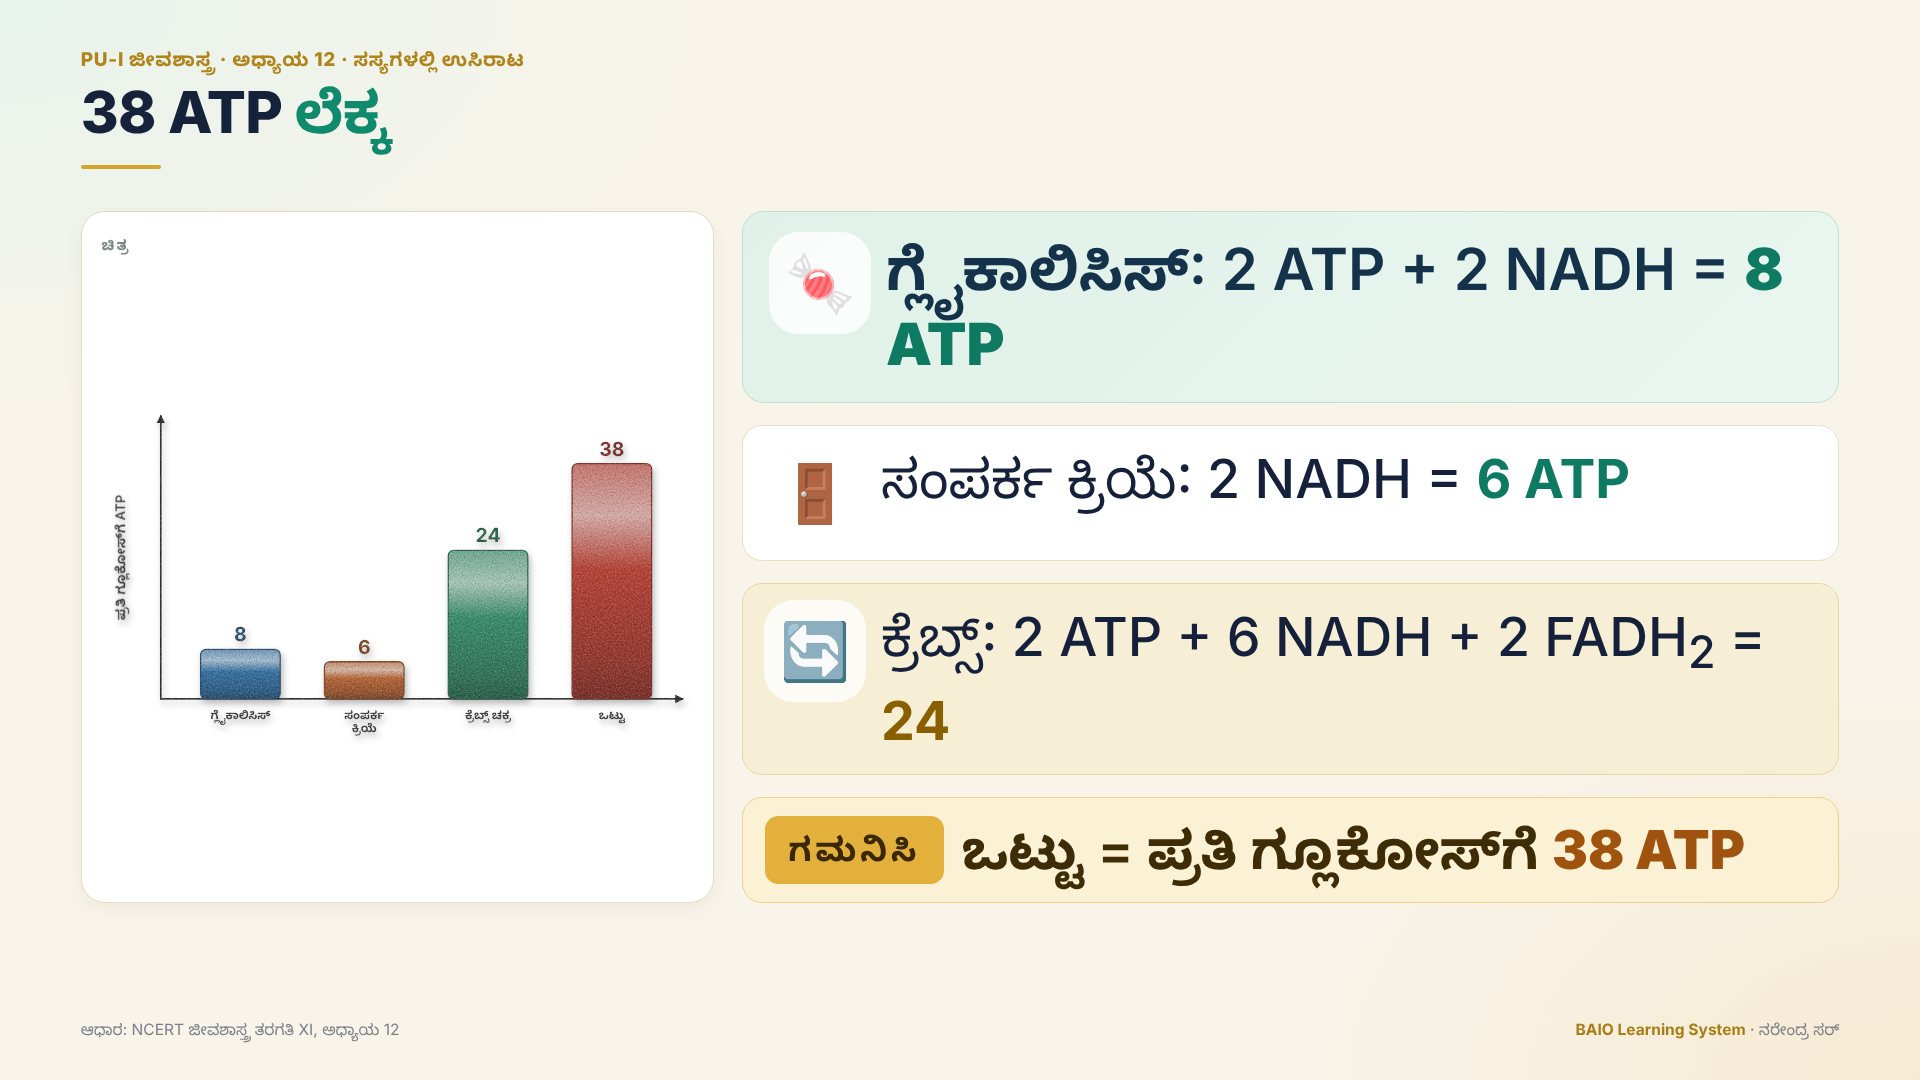 PU-I ಜೀವಶಾಸ್ತ್ರ · ಅಧ್ಯಾಯ 12 · ಸಸ್ಯಗಳಲ್ಲಿ ಉಸಿರಾಟ
38 ATP ಲೆಕ್ಕ
ಚಿತ್ರ
ಪ್ರತಿ ಗ್ಲೂಕೋಸ್‌ಗೆ ATP
8
6
24
38
ಗ್ಲೈಕಾಲಿಸಿಸ್
ಸಂಪರ್ಕ
ಕ್ರಿಯೆ
ಕ್ರೆಬ್ಸ್ ಚಕ್ರ
ಒಟ್ಟು
ಗ್ಲೈಕಾಲಿಸಿಸ್: 2 ATP + 2 NADH = 8
ATP
ಸಂಪರ್ಕ ಕ್ರಿಯೆ: 2 NADH = 6 ATP
ಕ್ರೆಬ್ಸ್: 2 ATP + 6 NADH + 2 FADH₂ =
24
ಗಮನಿಸಿ ಒಟ್ಟು = ಪ್ರತಿ ಗ್ಲೂಕೋಸ್‌ಗೆ 38 ATP
ಆಧಾರ: NCERT ಜೀವಶಾಸ್ತ್ರ ತರಗತಿ XI, ಅಧ್ಯಾಯ 12
BAIO Learning System · ನರೇಂದ್ರ ಸರ್